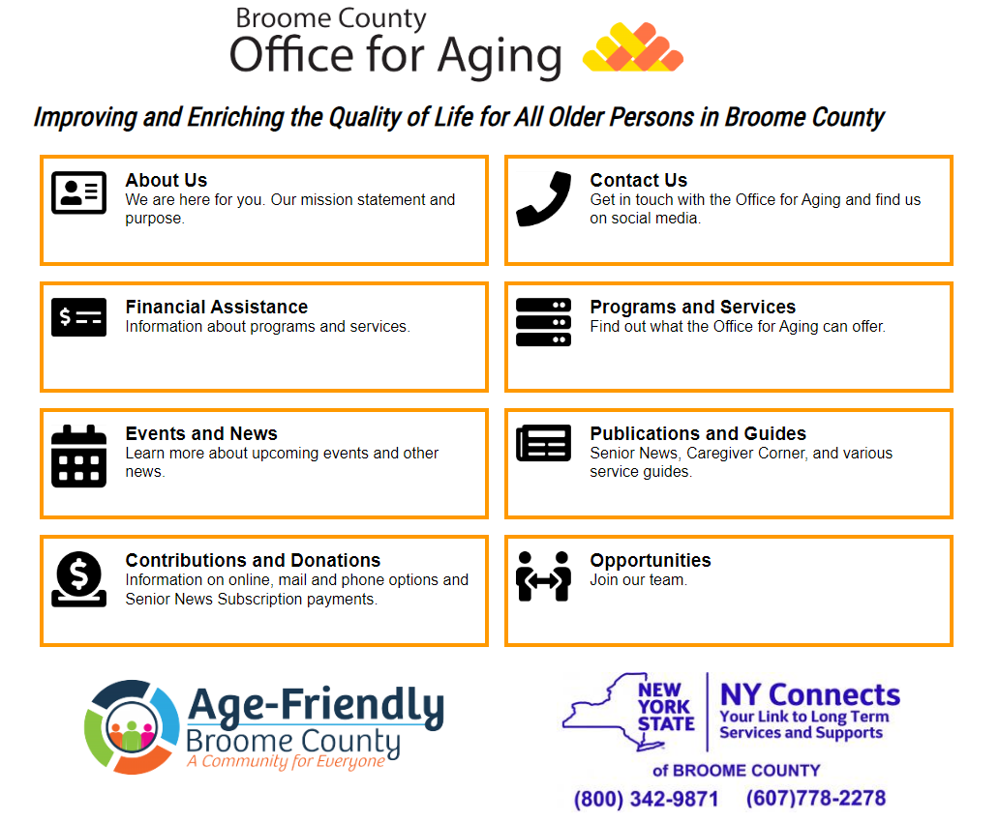 Broome County
Office for Aging
Improving and Enriching the Quality of Life for All Older Persons in Broome County
About Us
We are here for you. Our mission statement and
purpose.
Contact Us
Get in touch with the Office for Aging and find us
on social media.
Financial Assistance
Information about programs and services.
Programs and Services
Find out what the Office for Aging can offer.
Events and News
Learn more about upcoming events and other
news.
Publications and Guides
Senior News, Caregiver Corner, and various
service guides.
Contributions and Donations
Information on online, mail and phone options and
Senior News Subscription payments.
Opportunities
Join our team.
Age-Friendly
Broome County
A Community for Everyone
NEW
YORK
STATE
NY Connects
Your Link to Long Term
Services and Supports
of BROOME COUNTY
(800) 342-9871 (607)778-2278